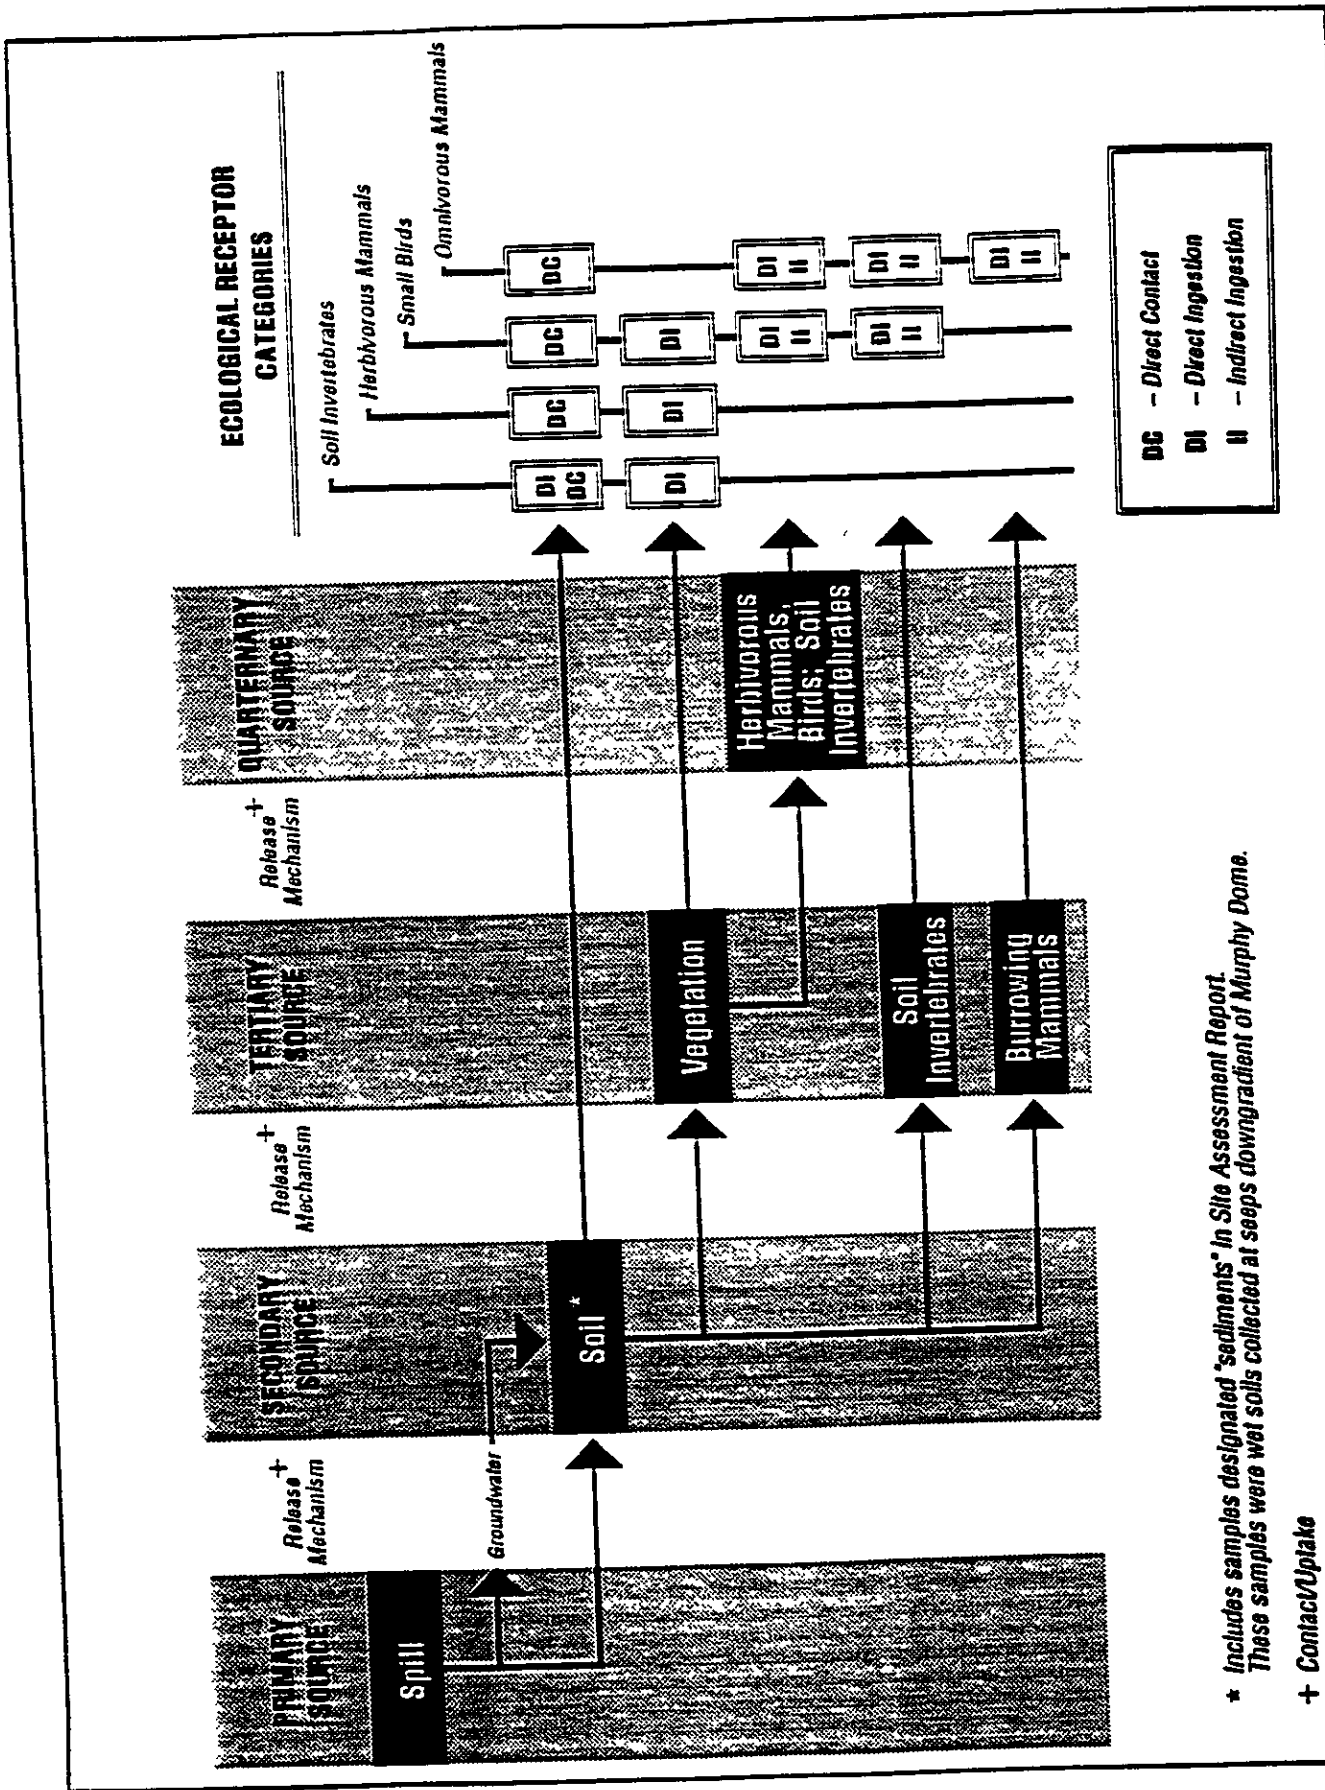 PRIMARY
SOURCE
Release +
Mechanism
SECONDARY
SOURCE
Release +
Mechanism
TERTIARY
SOURCE
Release +
Mechanism
QUARTERNARY
SOURCE
ECOLOGICAL RECEPTOR
CATEGORIES
Soil Invertebrates
Herbivorous Mammals
Small Birds
Omnivorous Mammals
Spill
Groundwater
Soil *
Vegetation
Soil
Invertebrates
Burrowing
Mammals
Herbivorous
Mammals,
Birds; Soil
Invertebrates
DI
DC
DC
DC
DC
DI
DI
DI
DI
II
DI
II
DI
II
DI
II
DI
II
DC – Direct Contact
DI – Direct Ingestion
II – Indirect Ingestion
* Includes samples designated "sediments" in Site Assessment Report.
These samples were wet soils collected at seeps downgradient of Murphy Dome.
+ Contact/Uptake